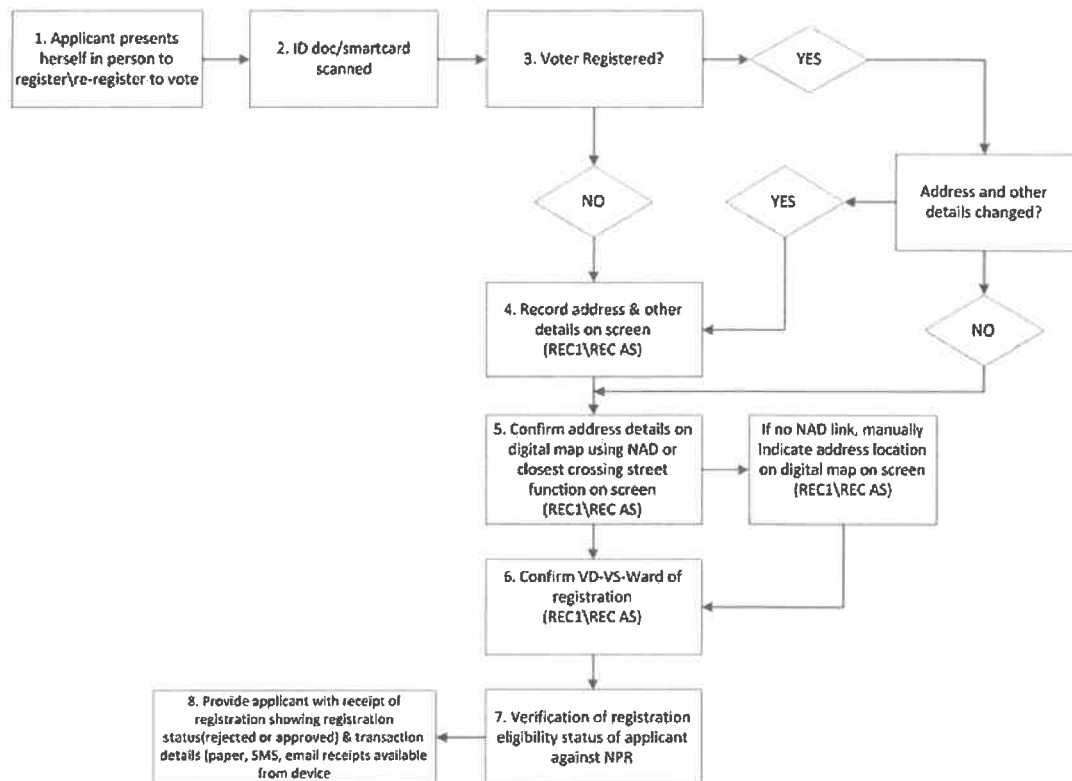 1. Applicant presents
herself in person to
register\re-register to vote
2. ID doc/smartcard
scanned
3. Voter Registered?
YES
NO
YES
Address and other
details changed?
4. Record address & other
details on screen
(REC1\REC AS)
NO
5. Confirm address details on
digital map using NAD or
closest crossing street
function on screen
(REC1\REC AS)
If no NAD link, manually
indicate address location
on digital map on screen
(REC1\REC AS)
6. Confirm VD-VS-Ward of
registration
(REC1\REC AS)
8. Provide applicant with receipt of
registration showing registration
status(rejected or approved) & transaction
details (paper, SMS, email receipts available
from device
7. Verification of registration
eligibility status of applicant
against NPR